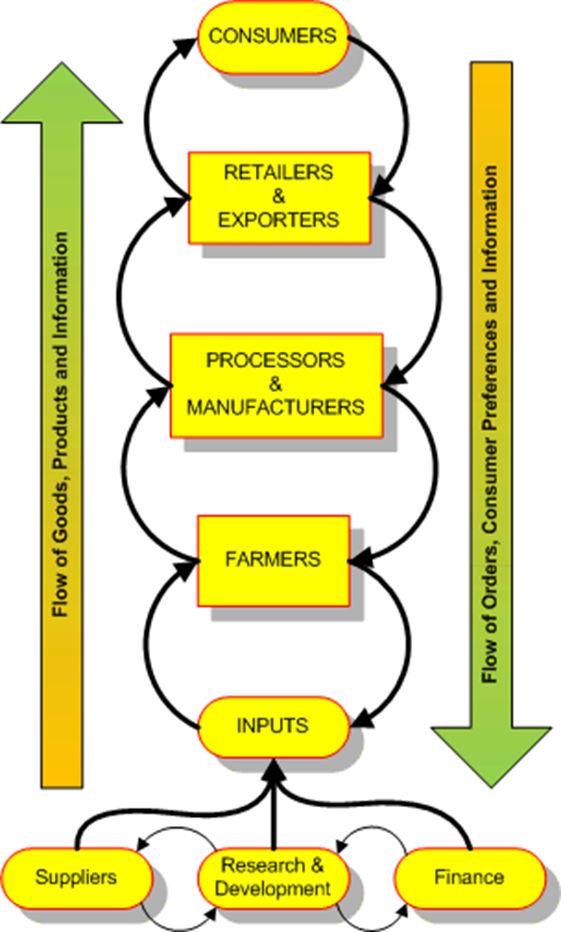 CONSUMERS
RETAILERS
&
EXPORTERS
PROCESSORS
&
MANUFACTURERS
FARMERS
INPUTS
Suppliers
Research &
Development
Finance
Flow of Goods, Products and Information
Flow of Orders, Consumer Preferences and Information